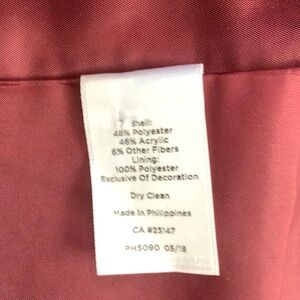 Shell:
48% Polyester
46% Acrylic
6% Other Fibers
Lining:
100% Polyester
Exclusive Of Decoration
Dry Clean
Made in Philippines
CA #25147
PH5090 05/18